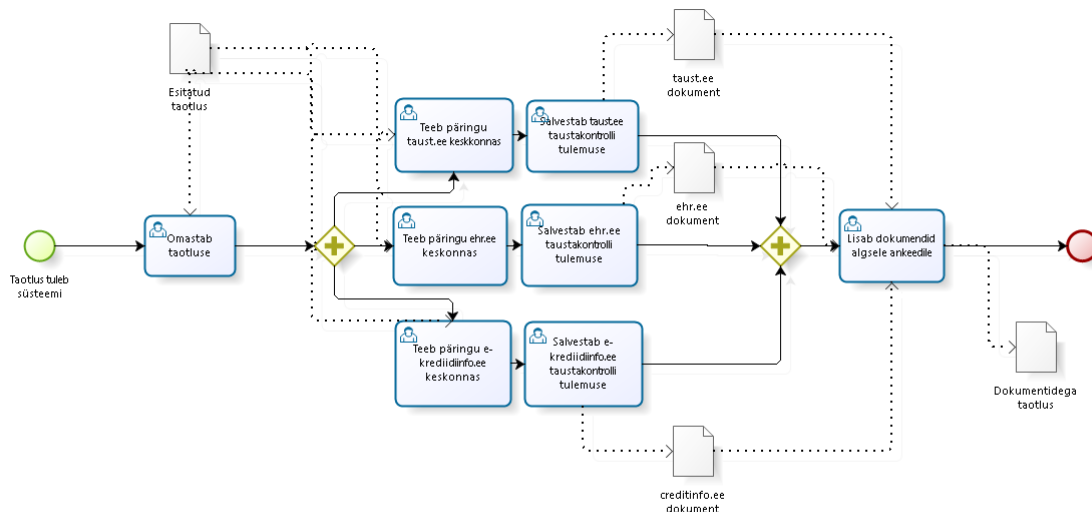 Esitatud
taotlus
taust.ee
dokument
Teeb päringu
taust.ee keskkonnas
Salvestab taust.ee
taustakontrolli
tulemuse
ehr.ee
dokument
Taotlus tuleb
süsteemi
Omastab
taotluse
Teeb päringu ehr.ee
keskonnas
Salvestab ehr.ee
taustkontrolli
tulemuse
Lisab dokumendid
algsele ankeedile
Teeb päringu e-
krediidiinfo.ee
keskonnas
Salvestab e-
krediidiinfo.ee
taustakontrolli
tulemuse
Dokumentidega
taotlus
creditinfo.ee
dokument